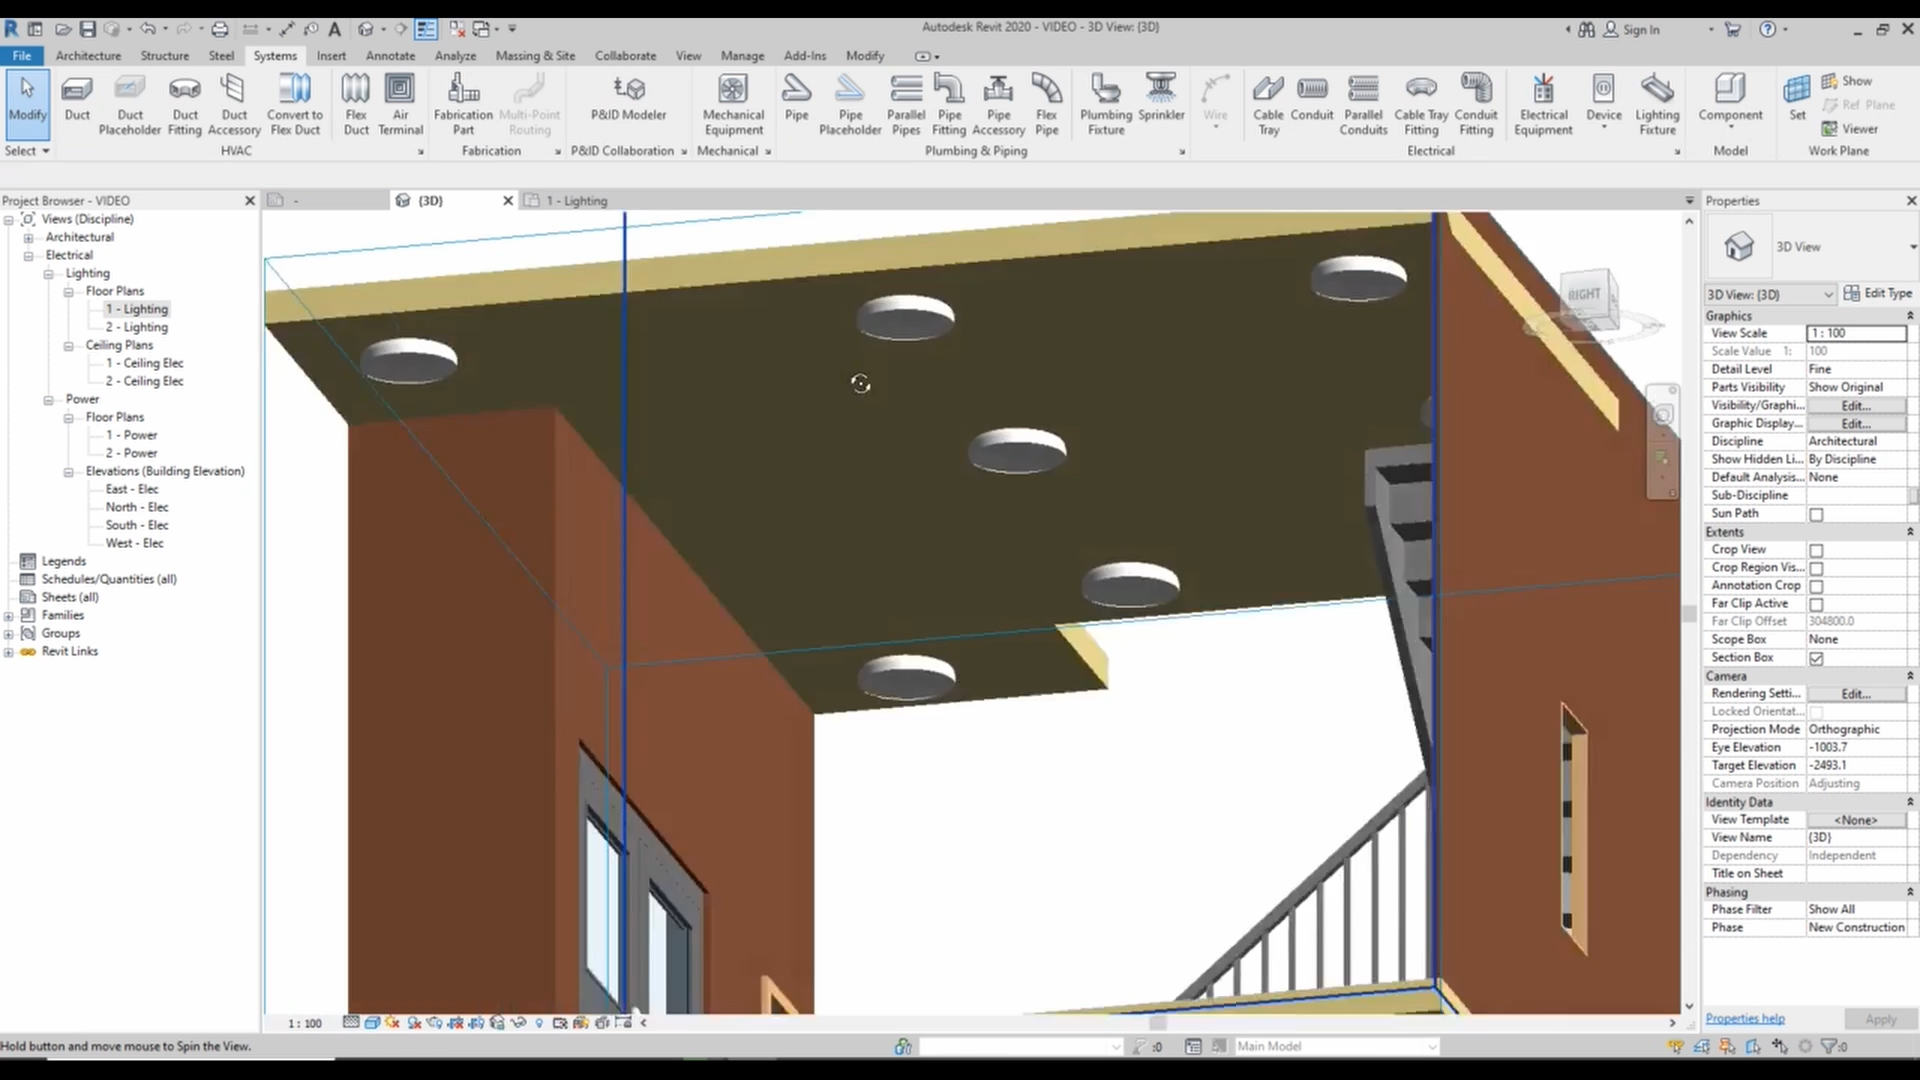 Autodesk Revit 2020 - VIDEO - 3D View: {3D}
Sign In
File Architecture Structure Steel Systems Insert Annotate Analyze Massing & Site Collaborate View Manage Add-Ins Modify
Modify
Duct
Duct Placeholder
Duct Fitting
Duct Accessory
Convert to Flex Duct
Flex Duct
Air Terminal
Fabrication Part
Multi-Point Routing
P&ID Modeler
Mechanical Equipment
Pipe
Pipe Placeholder
Parallel Pipes
Pipe Fitting
Pipe Accessory
Flex Pipe
Plumbing Fixture
Sprinkler
Wire
Cable Tray
Conduit
Parallel Conduits
Cable Tray Fitting
Conduit Fitting
Electrical Equipment
Device
Lighting Fixture
Component
Set
Show
Ref Plane
Viewer
Select HVAC Fabrication P&ID Collaboration Mechanical Plumbing & Piping Electrical Model Work Plane
Project Browser - VIDEO
Views (Discipline)
Architectural
Electrical
Lighting
Floor Plans
1 - Lighting
2 - Lighting
Ceiling Plans
1 - Ceiling Elec
2 - Ceiling Elec
Power
Floor Plans
1 - Power
2 - Power
Elevations (Building Elevation)
East - Elec
North - Elec
South - Elec
West - Elec
Legends
Schedules/Quantities (all)
Sheets (all)
Families
Groups
Revit Links
- {3D} 1 - Lighting
RIGHT
Properties
3D View
3D View: {3D} Edit Type
Graphics
View Scale 1 : 100
Scale Value 1: 100
Detail Level Fine
Parts Visibility Show Original
Visibility/Graphi... Edit...
Graphic Display... Edit...
Discipline Architectural
Show Hidden Li... By Discipline
Default Analysis... None
Sub-Discipline
Sun Path
Extents
Crop View
Crop Region Vis...
Annotation Crop
Far Clip Active
Far Clip Offset 304800.0
Scope Box None
Section Box
Camera
Rendering Setti... Edit...
Locked Orientat...
Projection Mode Orthographic
Eye Elevation -1003.7
Target Elevation -2493.1
Camera Position Adjusting
Identity Data
View Template <None>
View Name {3D}
Dependency Independent
Title on Sheet
Phasing
Phase Filter Show All
Phase New Construction
Properties help Apply
1 : 100
Hold button and move mouse to Spin the View.
:0
Main Model
:0